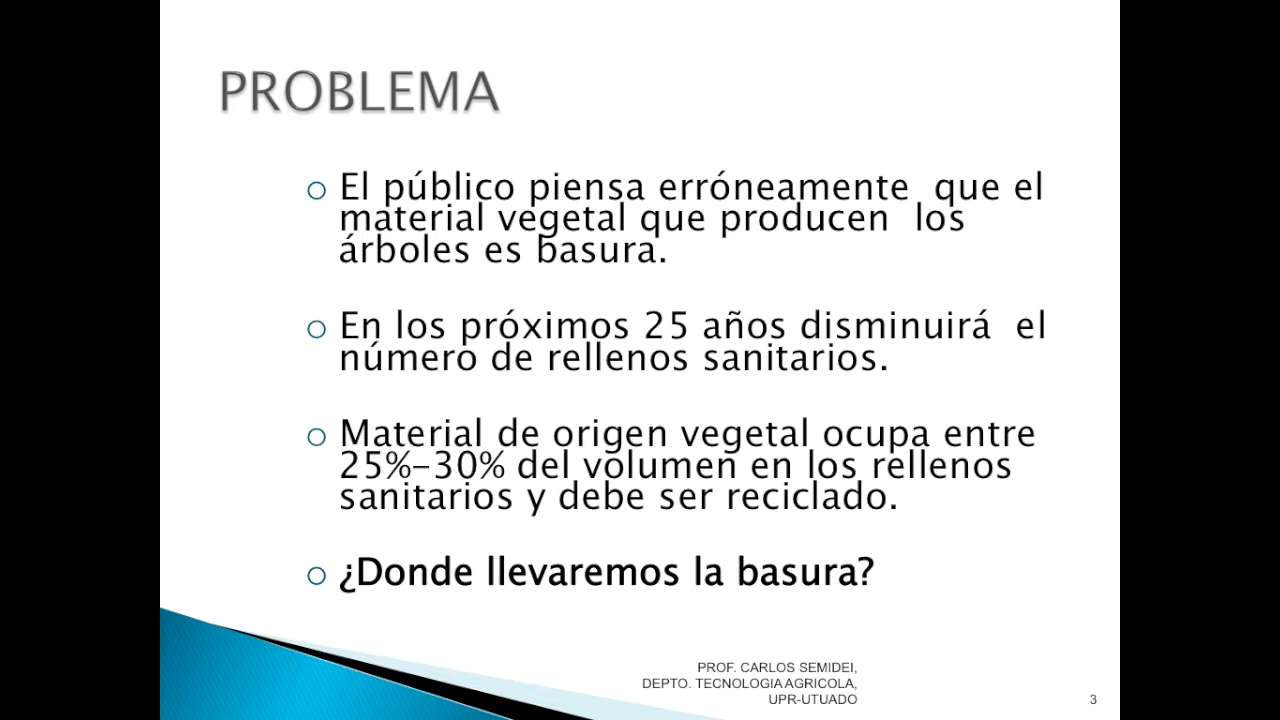 PROBLEMA
El público piensa erróneamente que el
material vegetal que producen los
árboles es basura.
En los próximos 25 años disminuirá el
número de rellenos sanitarios.
Material de origen vegetal ocupa entre
25%-30% del volumen en los rellenos
sanitarios y debe ser reciclado.
¿Donde llevaremos la basura?
PROF. CARLOS SEMIDEI,
DEPTO. TECNOLOGIA AGRICOLA,
UPR-UTUADO
3